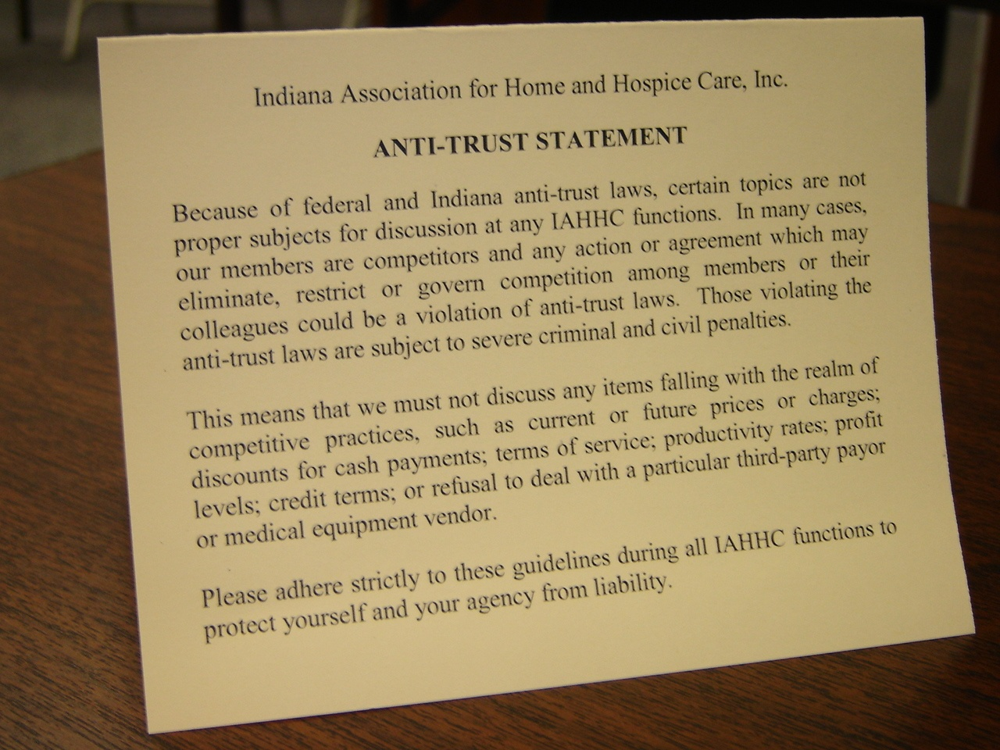 Indiana Association for Home and Hospice Care, Inc.
ANTI-TRUST STATEMENT
Because of federal and Indiana anti-trust laws, certain topics are not
proper subjects for discussion at any IAHHC functions. In many cases,
our members are competitors and any action or agreement which may
eliminate, restrict or govern competition among members or their
colleagues could be a violation of anti-trust laws. Those violating the
anti-trust laws are subject to severe criminal and civil penalties.
This means that we must not discuss any items falling with the realm of
competitive practices, such as current or future prices or charges;
discounts for cash payments; terms of service; productivity rates; profit
levels; credit terms; or refusal to deal with a particular third-party payor
or medical equipment vendor.
Please adhere strictly to these guidelines during all IAHHC functions to
protect yourself and your agency from liability.